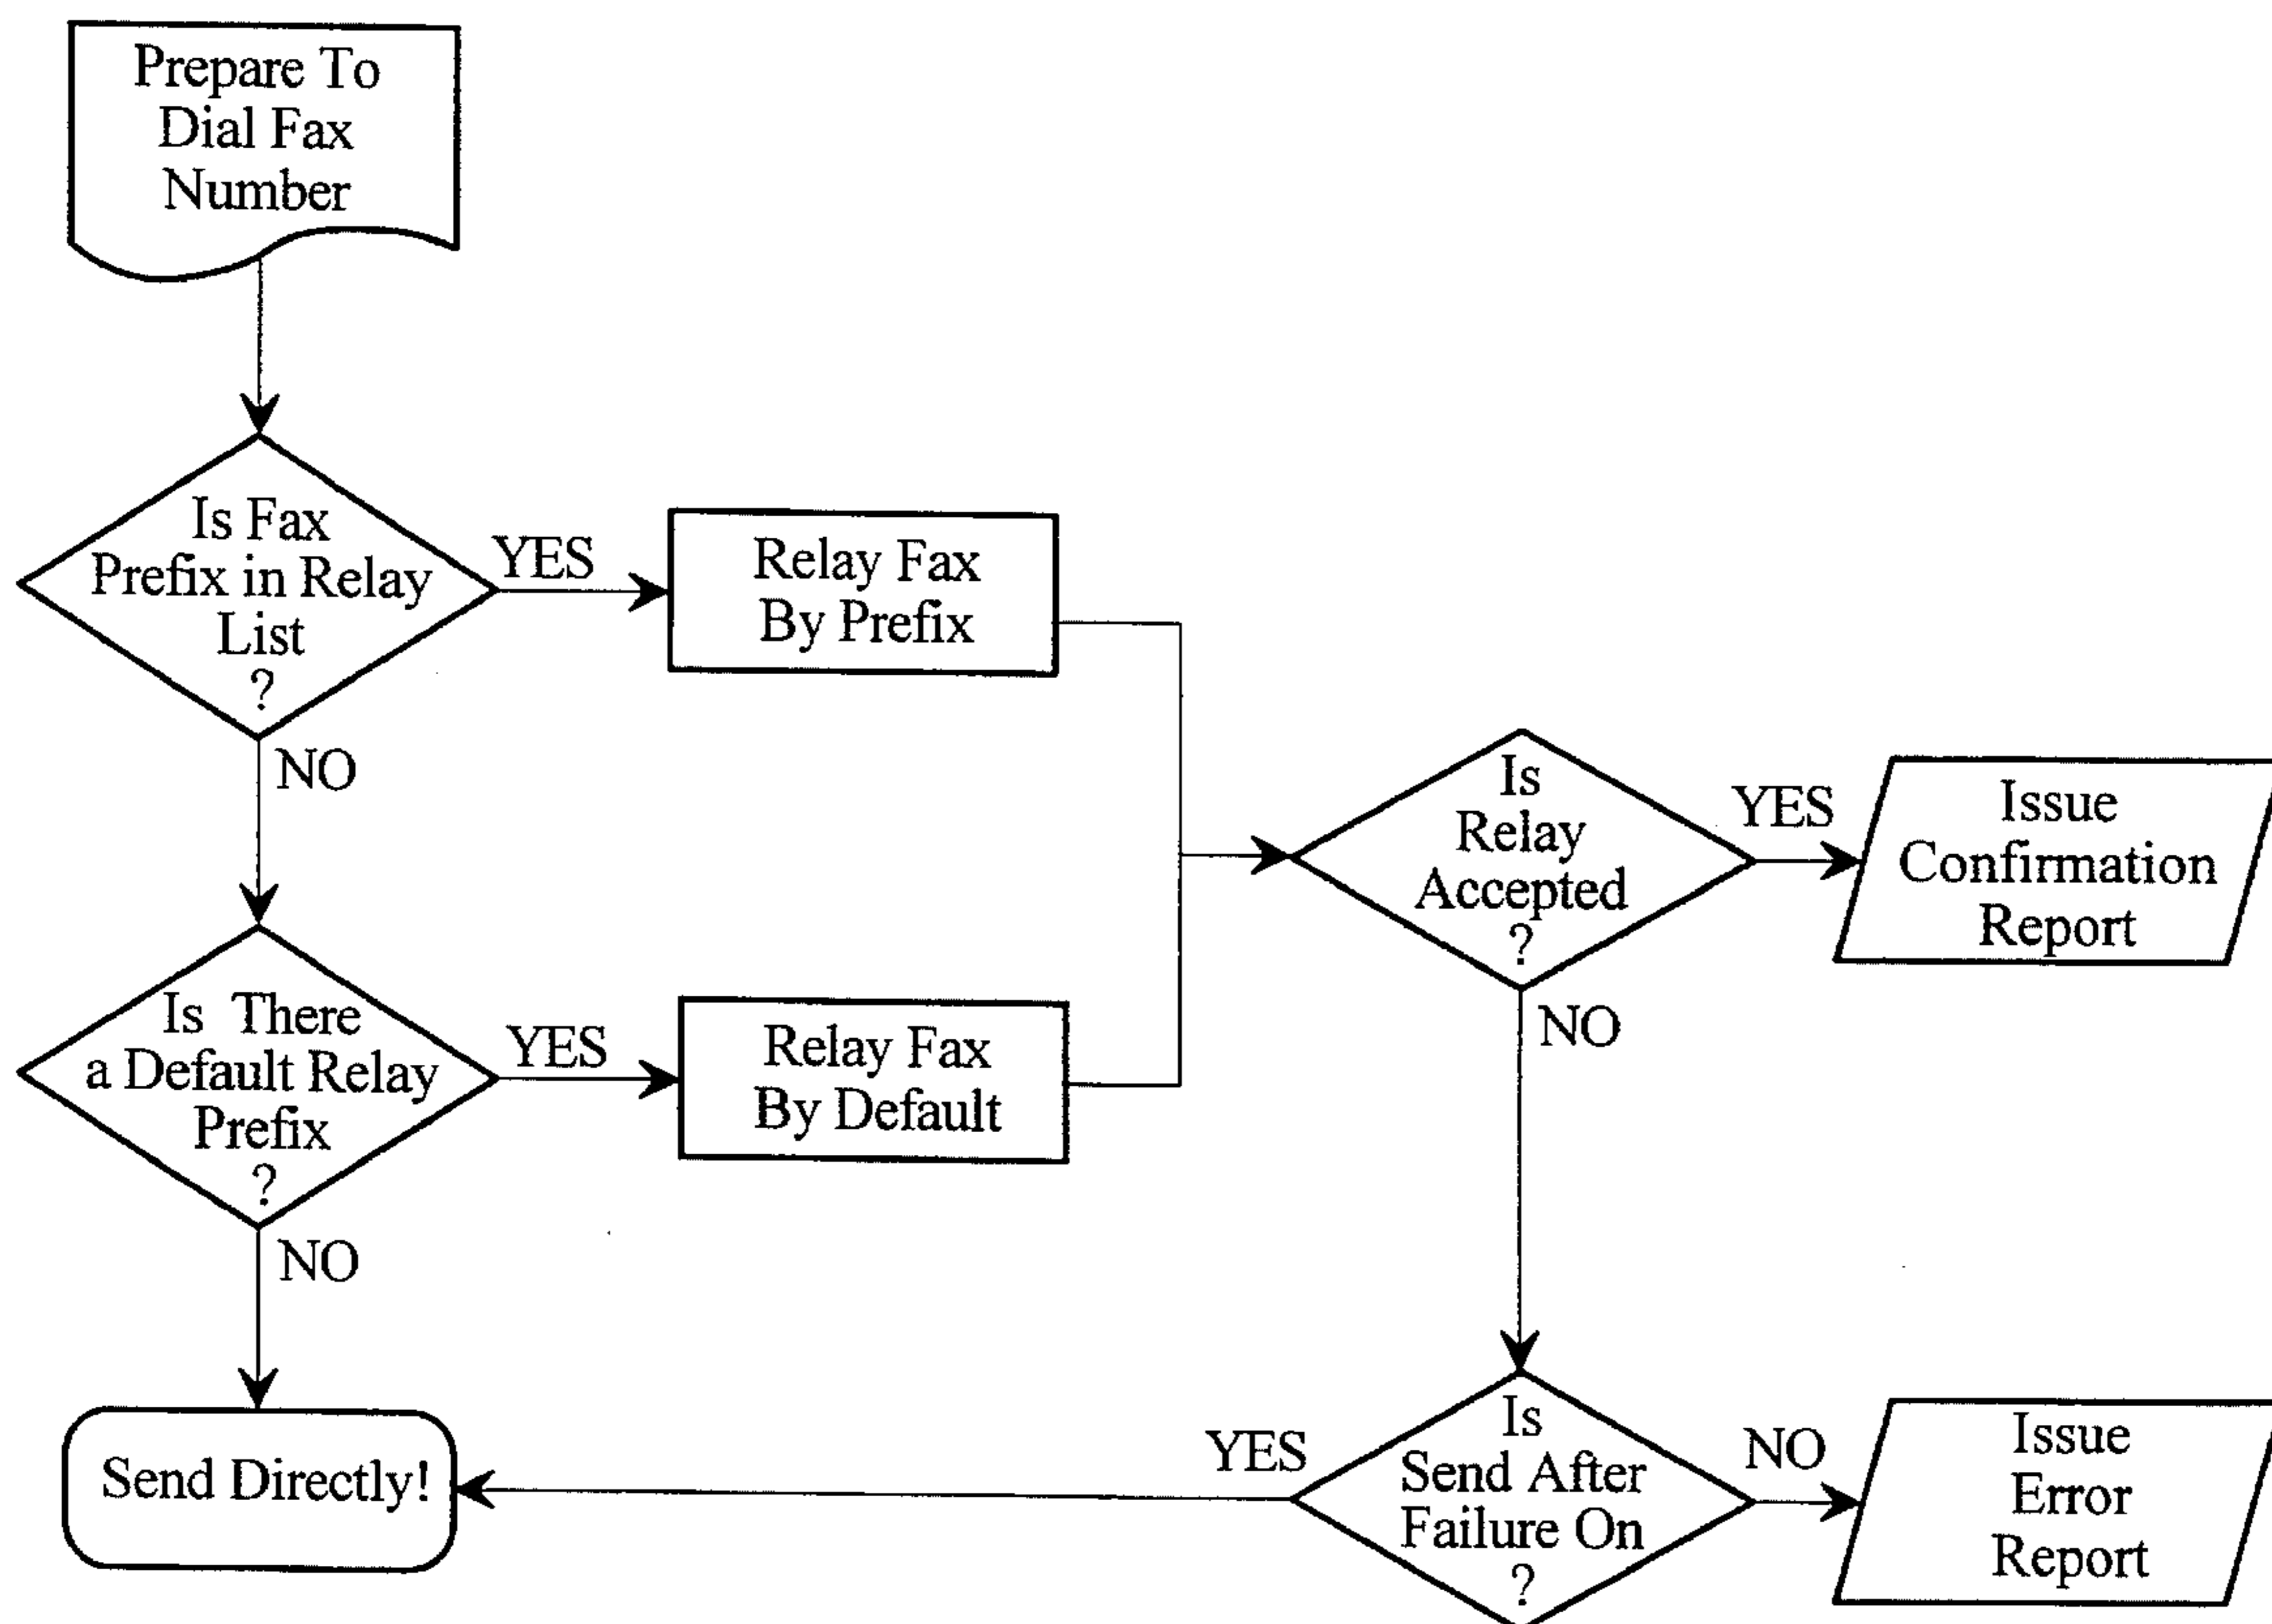 Prepare To
Dial Fax
Number
Is Fax
Prefix in Relay
List
?
YES
Relay Fax
By Prefix
NO
Is
Relay
Accepted
?
YES
Issue
Confirmation
Report
NO
Is There
a Default Relay
Prefix
?
YES
Relay Fax
By Default
NO
Send Directly!
YES
Is
Send After
Failure On
?
NO
Issue
Error
Report